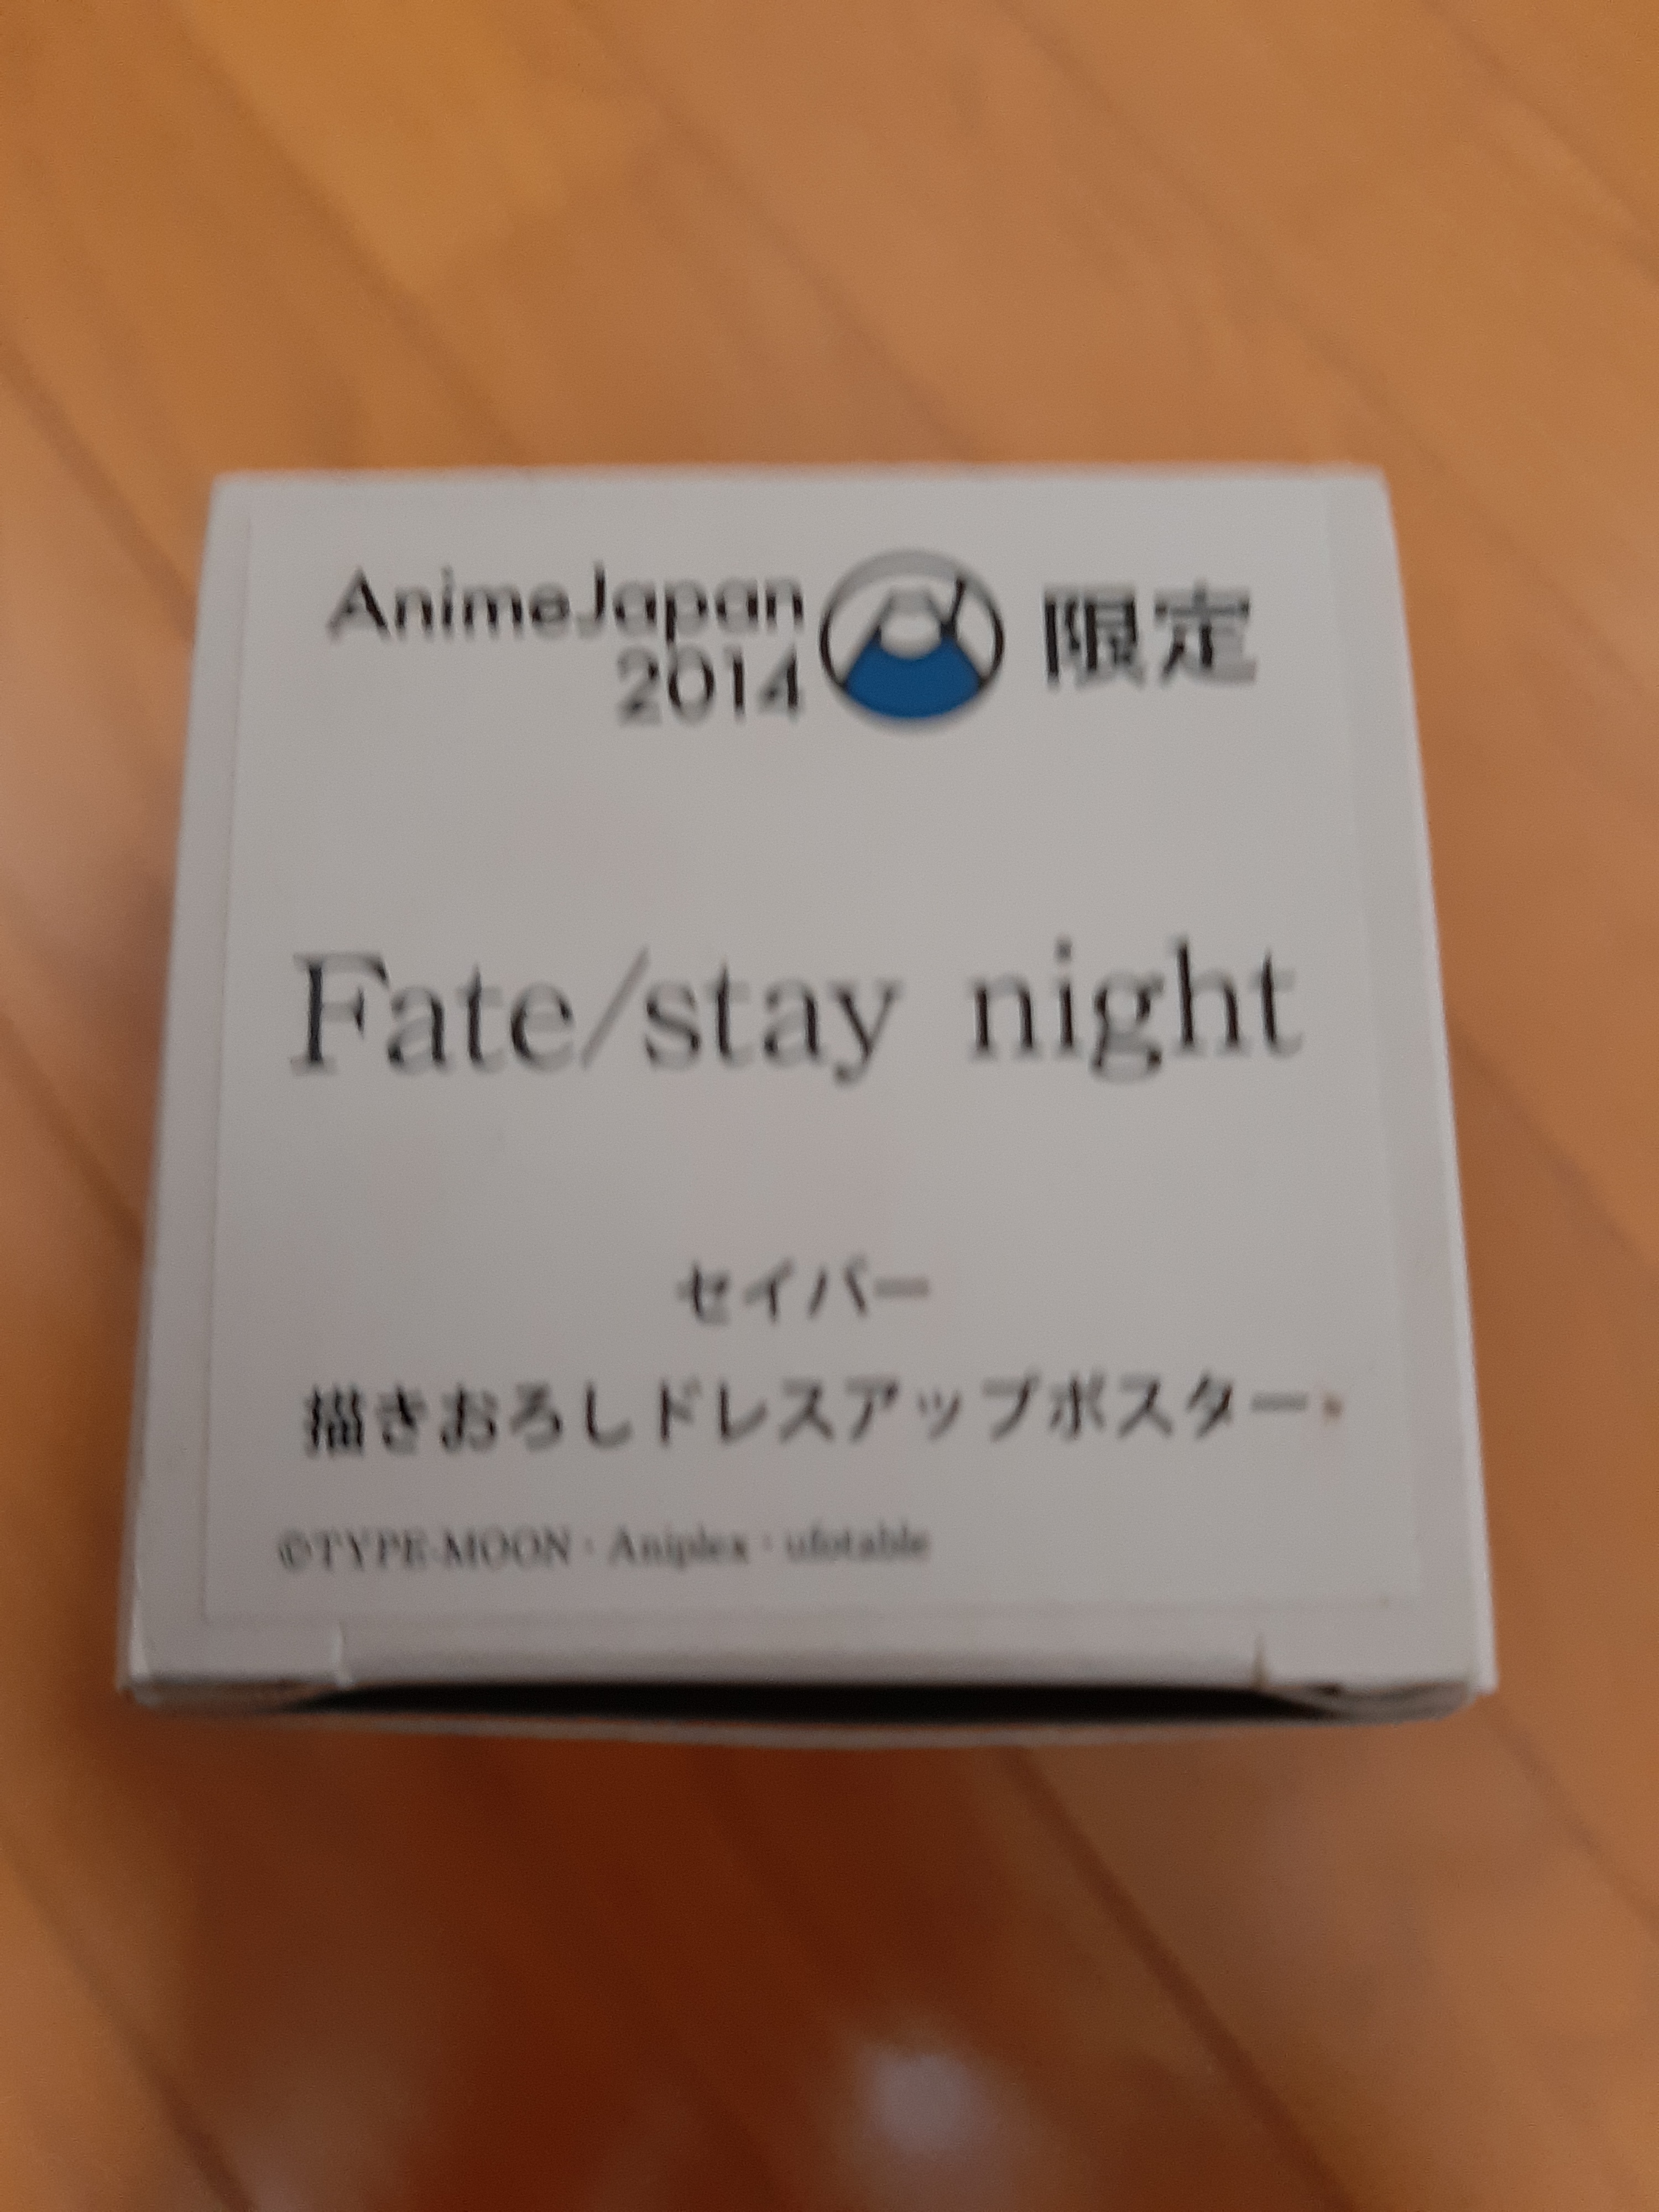 AnimeJapan 限定
2014
Fate/stay night
セイバー
描きおろしドレスアップポスター
©TYPE-MOON・Aniplex・ufotable